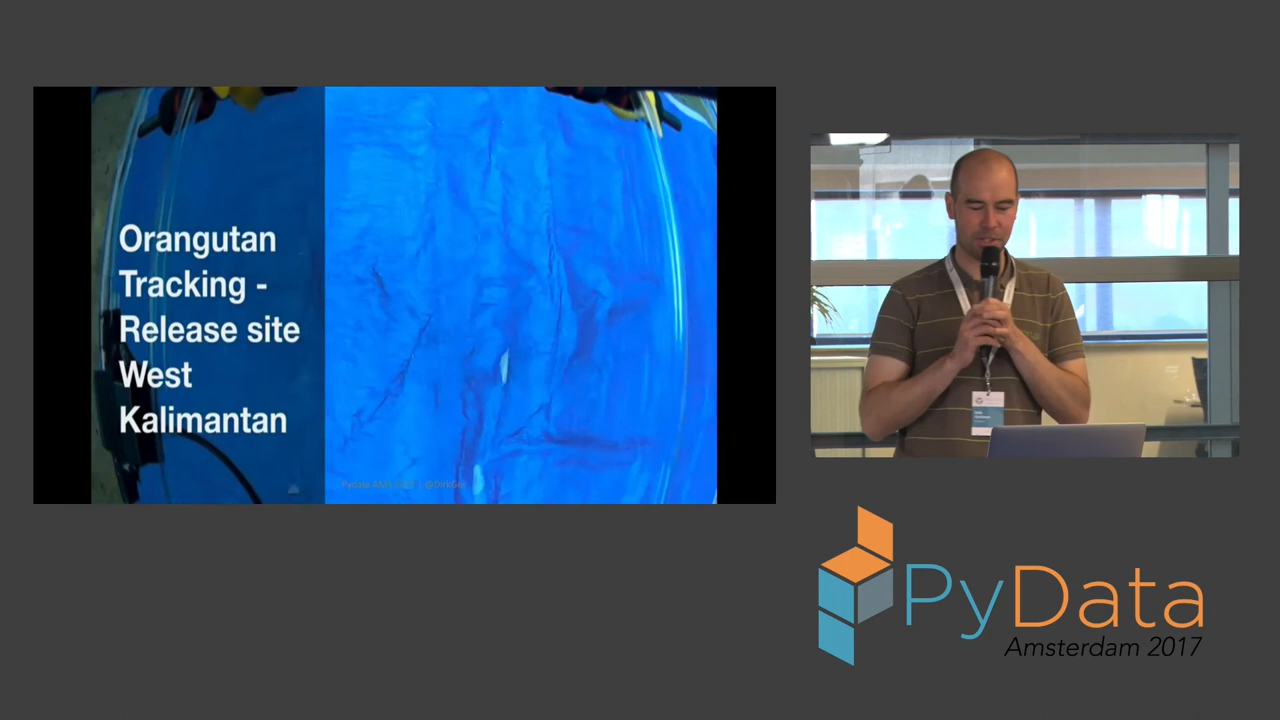 Orangutan
Tracking -
Release site
West
Kalimantan
PyData
Amsterdam 2017